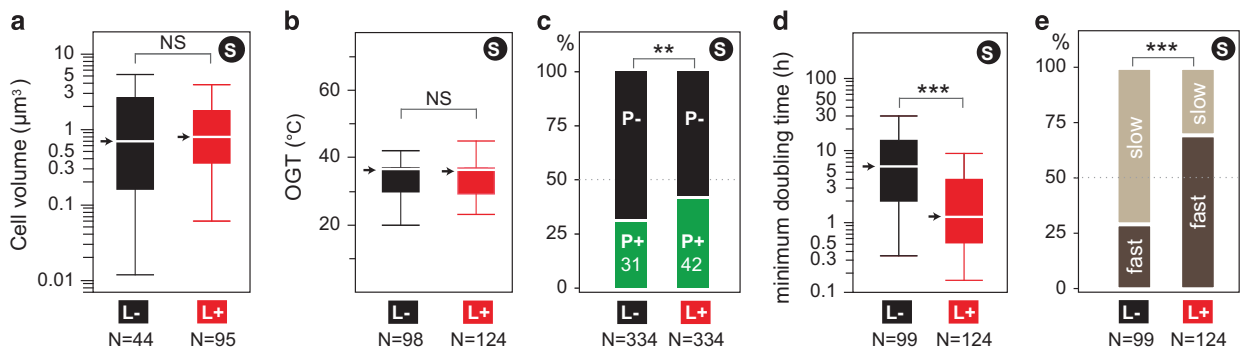 a
Cell volume (µm³)
10
5
3
1
0.5
0.3
0.1
0.01
NS
S
L-
L+
N=44
N=95
b
OGT (°C)
60
40
20
NS
S
L-
L+
N=98
N=124
c
%
100
75
50
25
0
**
S
P-
P-
P+
31
P+
42
L-
L+
N=334
N=334
d
minimum doubling time (h)
100
50
30
10
5
3
1
0.5
0.3
0.1
***
S
L-
L+
N=99
N=124
e
%
100
75
50
25
0
***
S
slow
fast
slow
fast
L-
L+
N=99
N=124